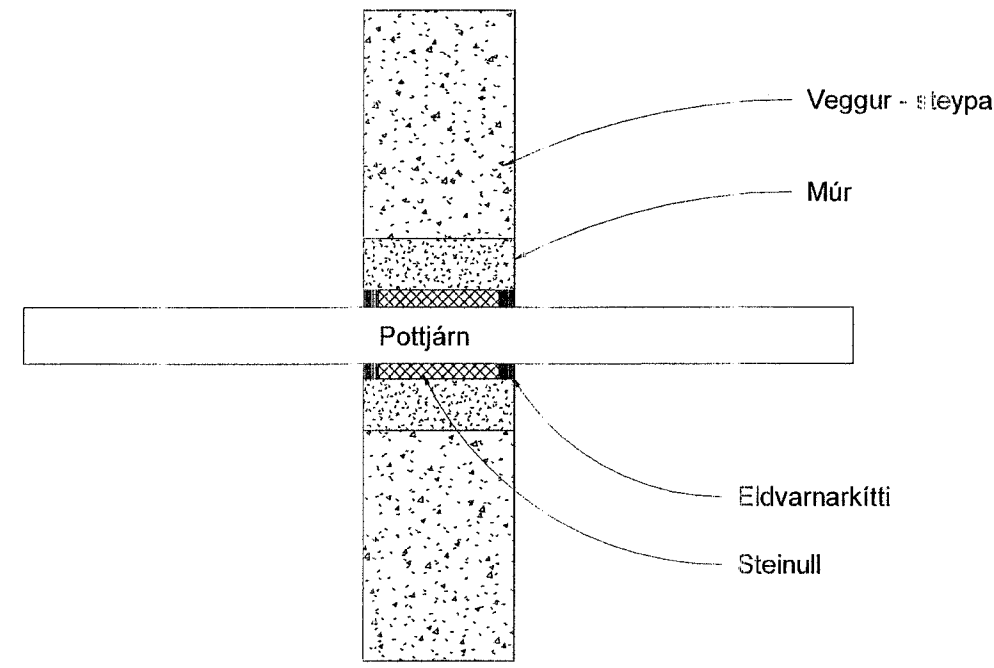 Veggur - steypa
Múr
Pottjárn
Eldvarnarkítti
Steinull